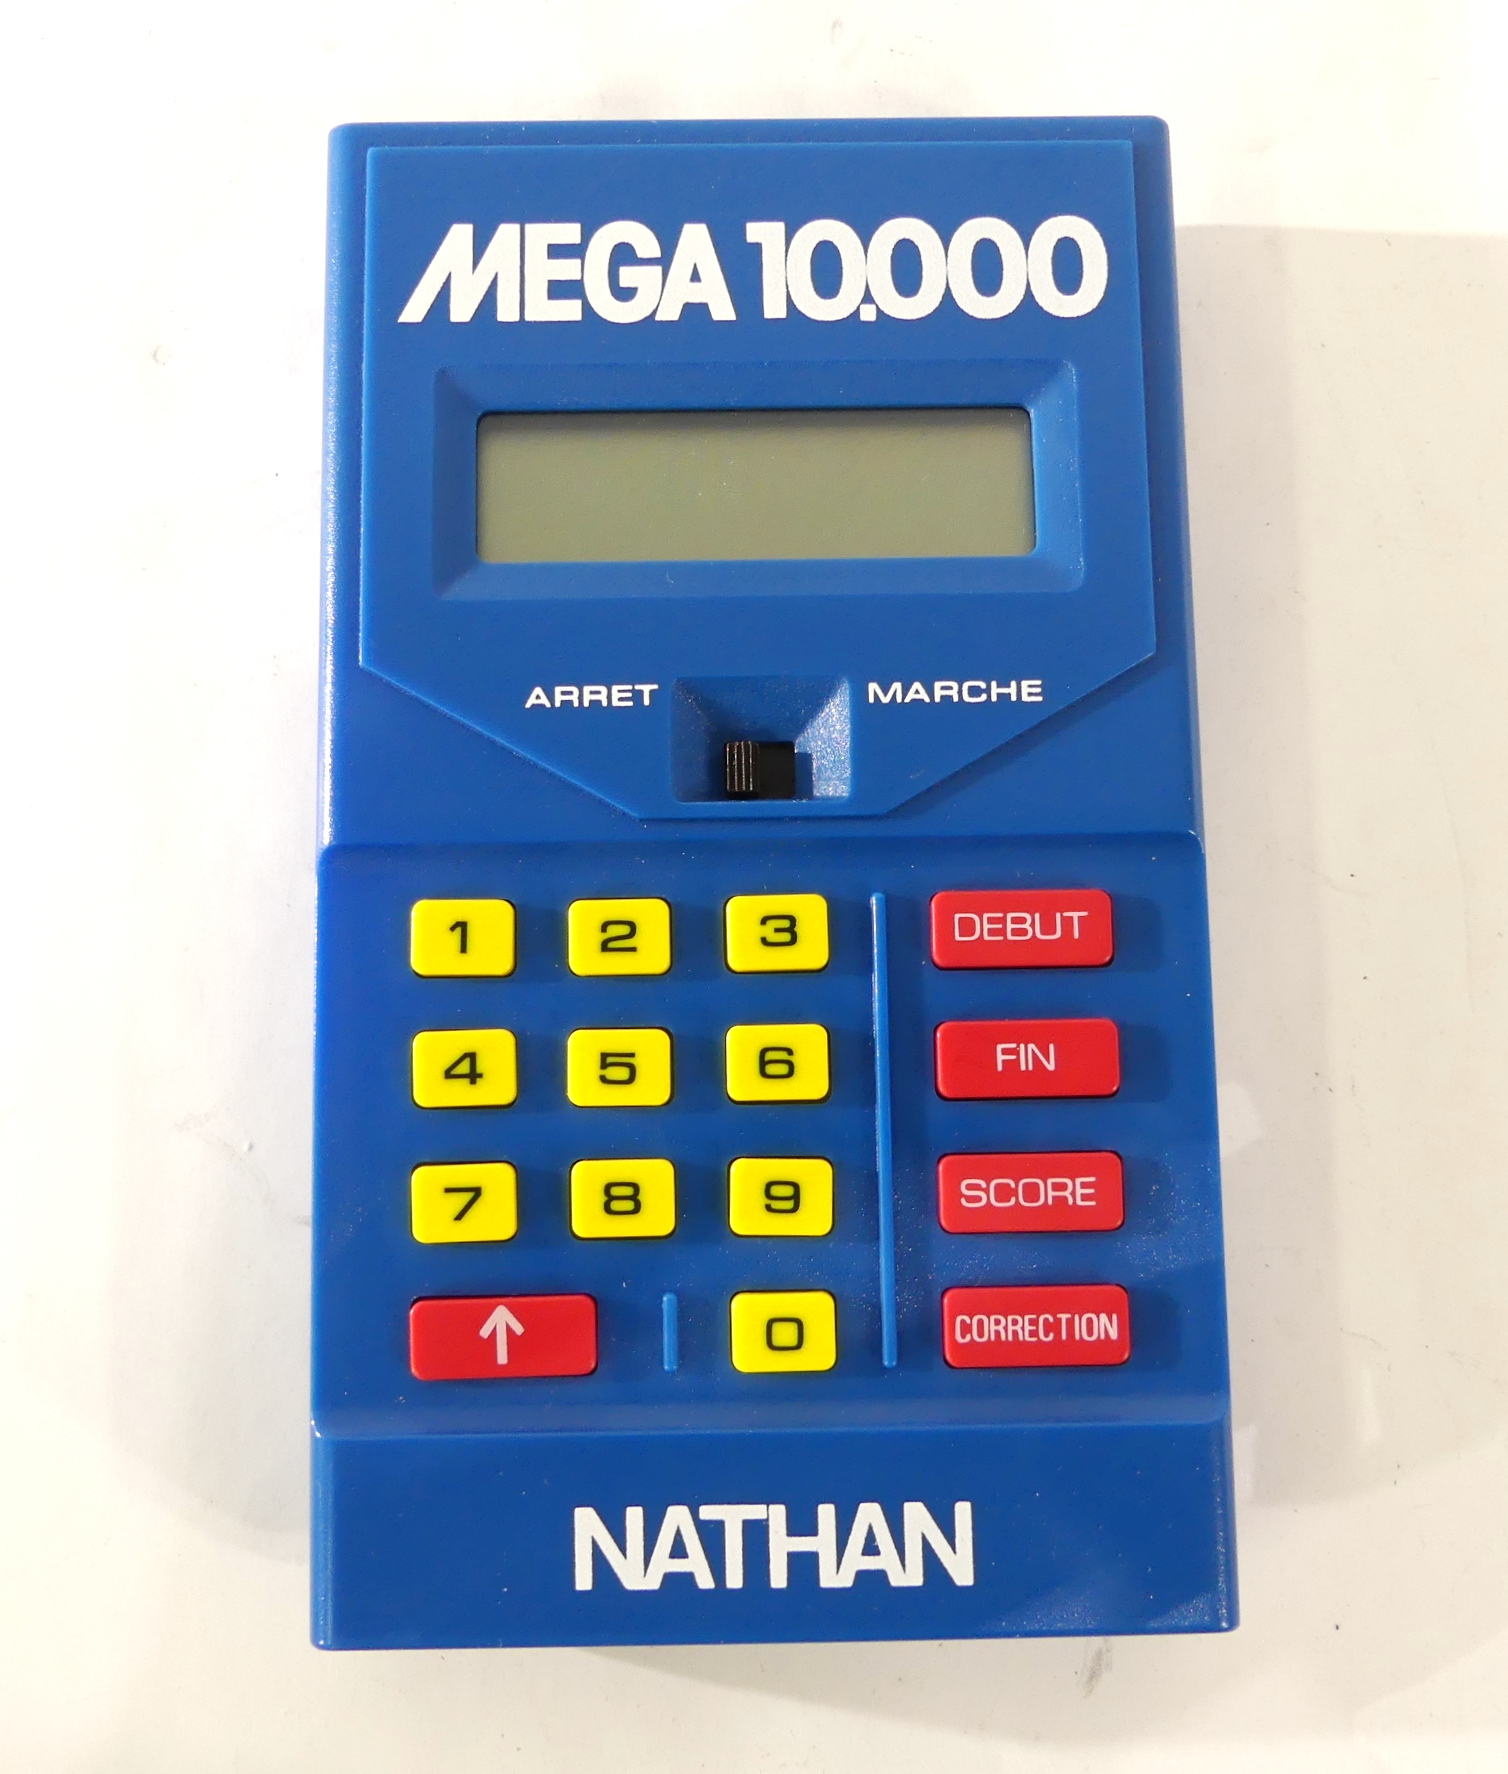 MEGA 10.000
ARRET MARCHE
1 2 3 DEBUT
4 5 6 FIN
7 8 9 SCORE
↑ 0 CORRECTION
NATHAN